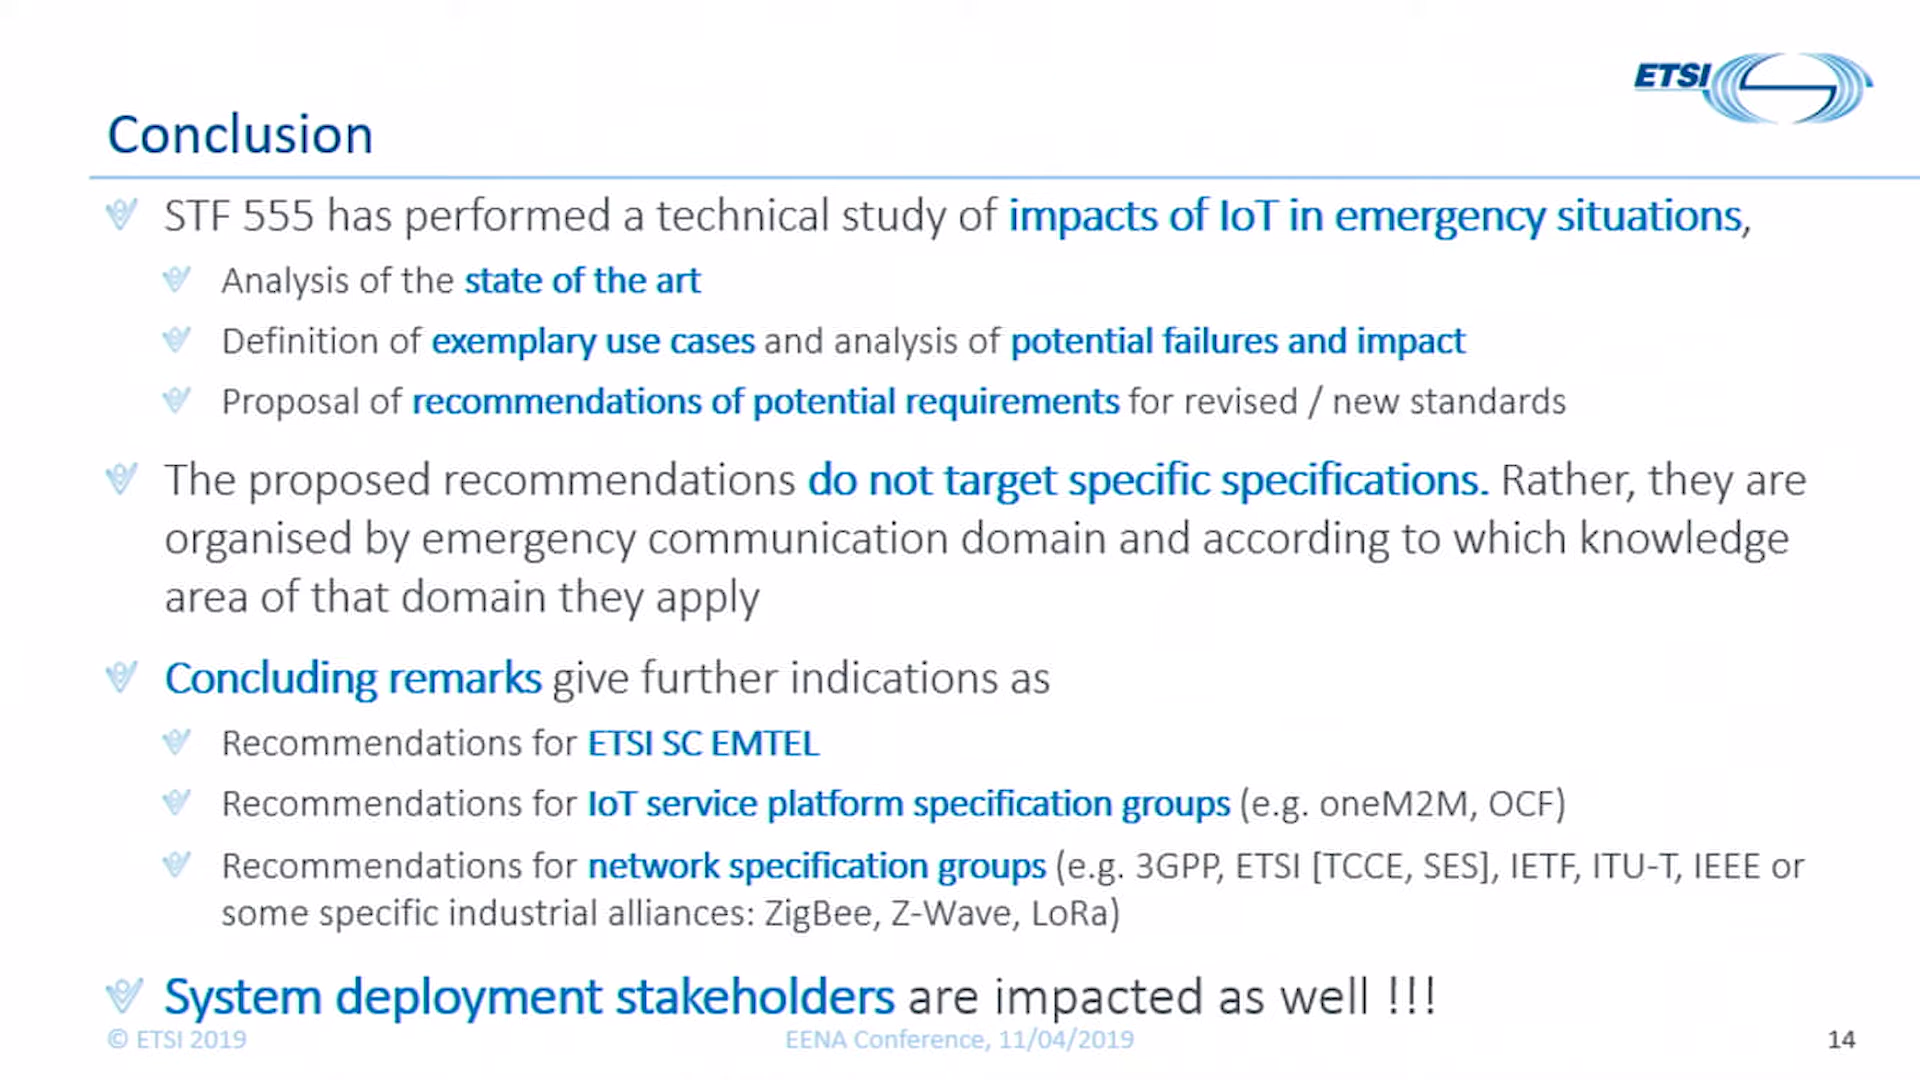 ETSI
Conclusion
STF 555 has performed a technical study of impacts of IoT in emergency situations,
Analysis of the state of the art
Definition of exemplary use cases and analysis of potential failures and impact
Proposal of recommendations of potential requirements for revised / new standards
The proposed recommendations do not target specific specifications. Rather, they are
organised by emergency communication domain and according to which knowledge
area of that domain they apply
Concluding remarks give further indications as
Recommendations for ETSI SC EMTEL
Recommendations for IoT service platform specification groups (e.g. oneM2M, OCF)
Recommendations for network specification groups (e.g. 3GPP, ETSI [TCCE, SES], IETF, ITU-T, IEEE or
some specific industrial alliances: ZigBee, Z-Wave, LoRa)
System deployment stakeholders are impacted as well !!!
© ETSI 2019
EENA Conference, 11/04/2019
14